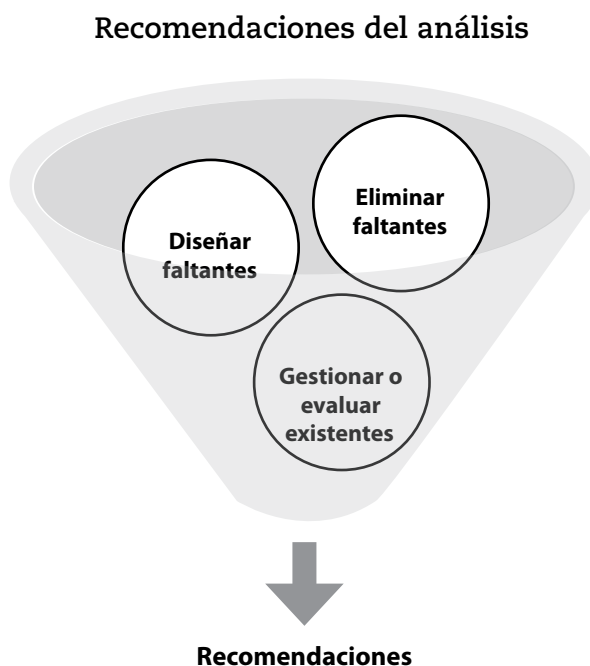 Recomendaciones del análisis
Eliminar
faltantes
Diseñar
faltantes
Gestionar o
evaluar
existentes
Recomendaciones